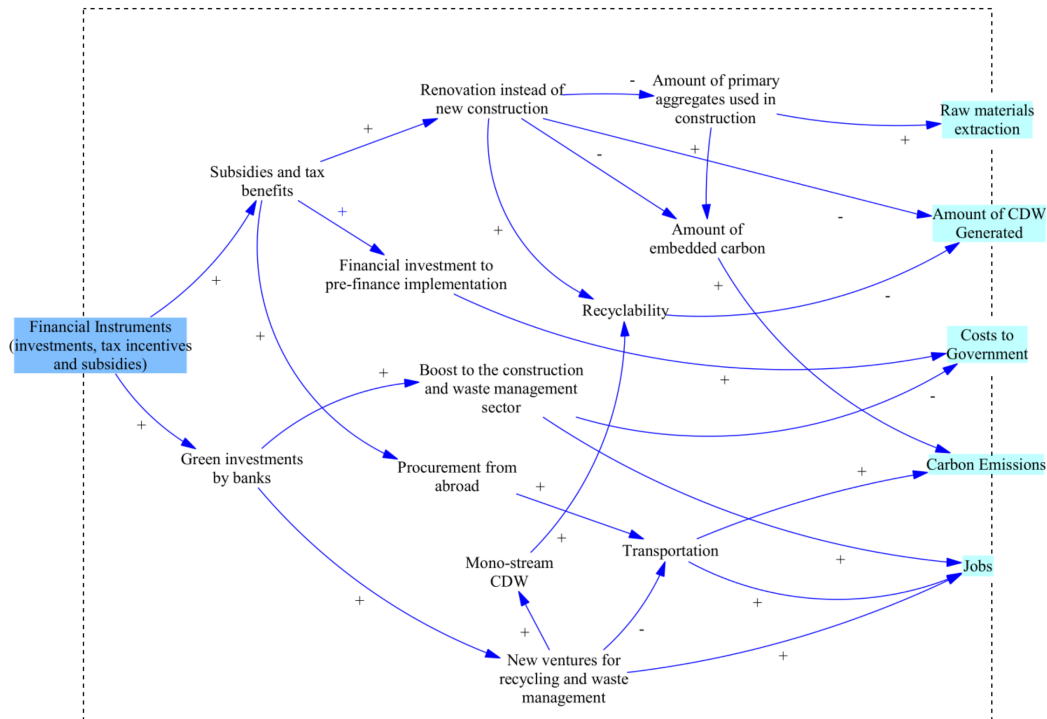 Renovation instead of
new construction
-
Amount of primary
aggregates used in
construction
Raw materials
extraction
+
+
-
+
+
Subsidies and tax
benefits
+
-
Amount of CDW
Generated
+
Amount of
embedded carbon
Financial investment to
pre-finance implementation
+
+
-
Recyclability
Financial Instruments
(investments, tax incentives
and subsidies)
+
Costs to
Government
+
Boost to the construction
and waste management
sector
+
-
+
Green investments
by banks
Procurement from
abroad
+
+
Carbon Emissions
+
Mono-stream
CDW
Transportation
+
Jobs
+
+
+
-
+
New ventures for
recycling and waste
management